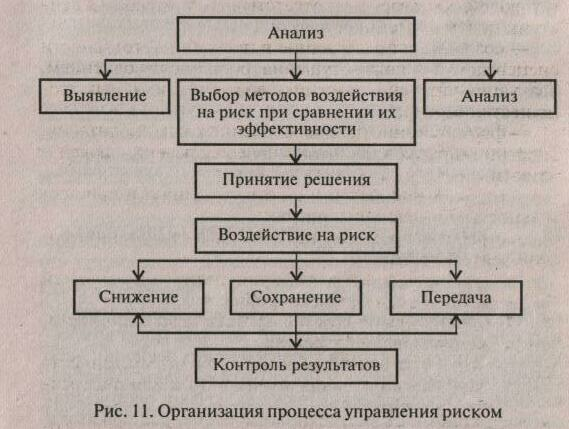 Анализ
Выявление
Выбор методов воздействия
на риск при сравнении их
эффективности
Анализ
Принятие решения
Воздействие на риск
Снижение
Сохранение
Передача
Контроль результатов
Рис. 11. Организация процесса управления риском